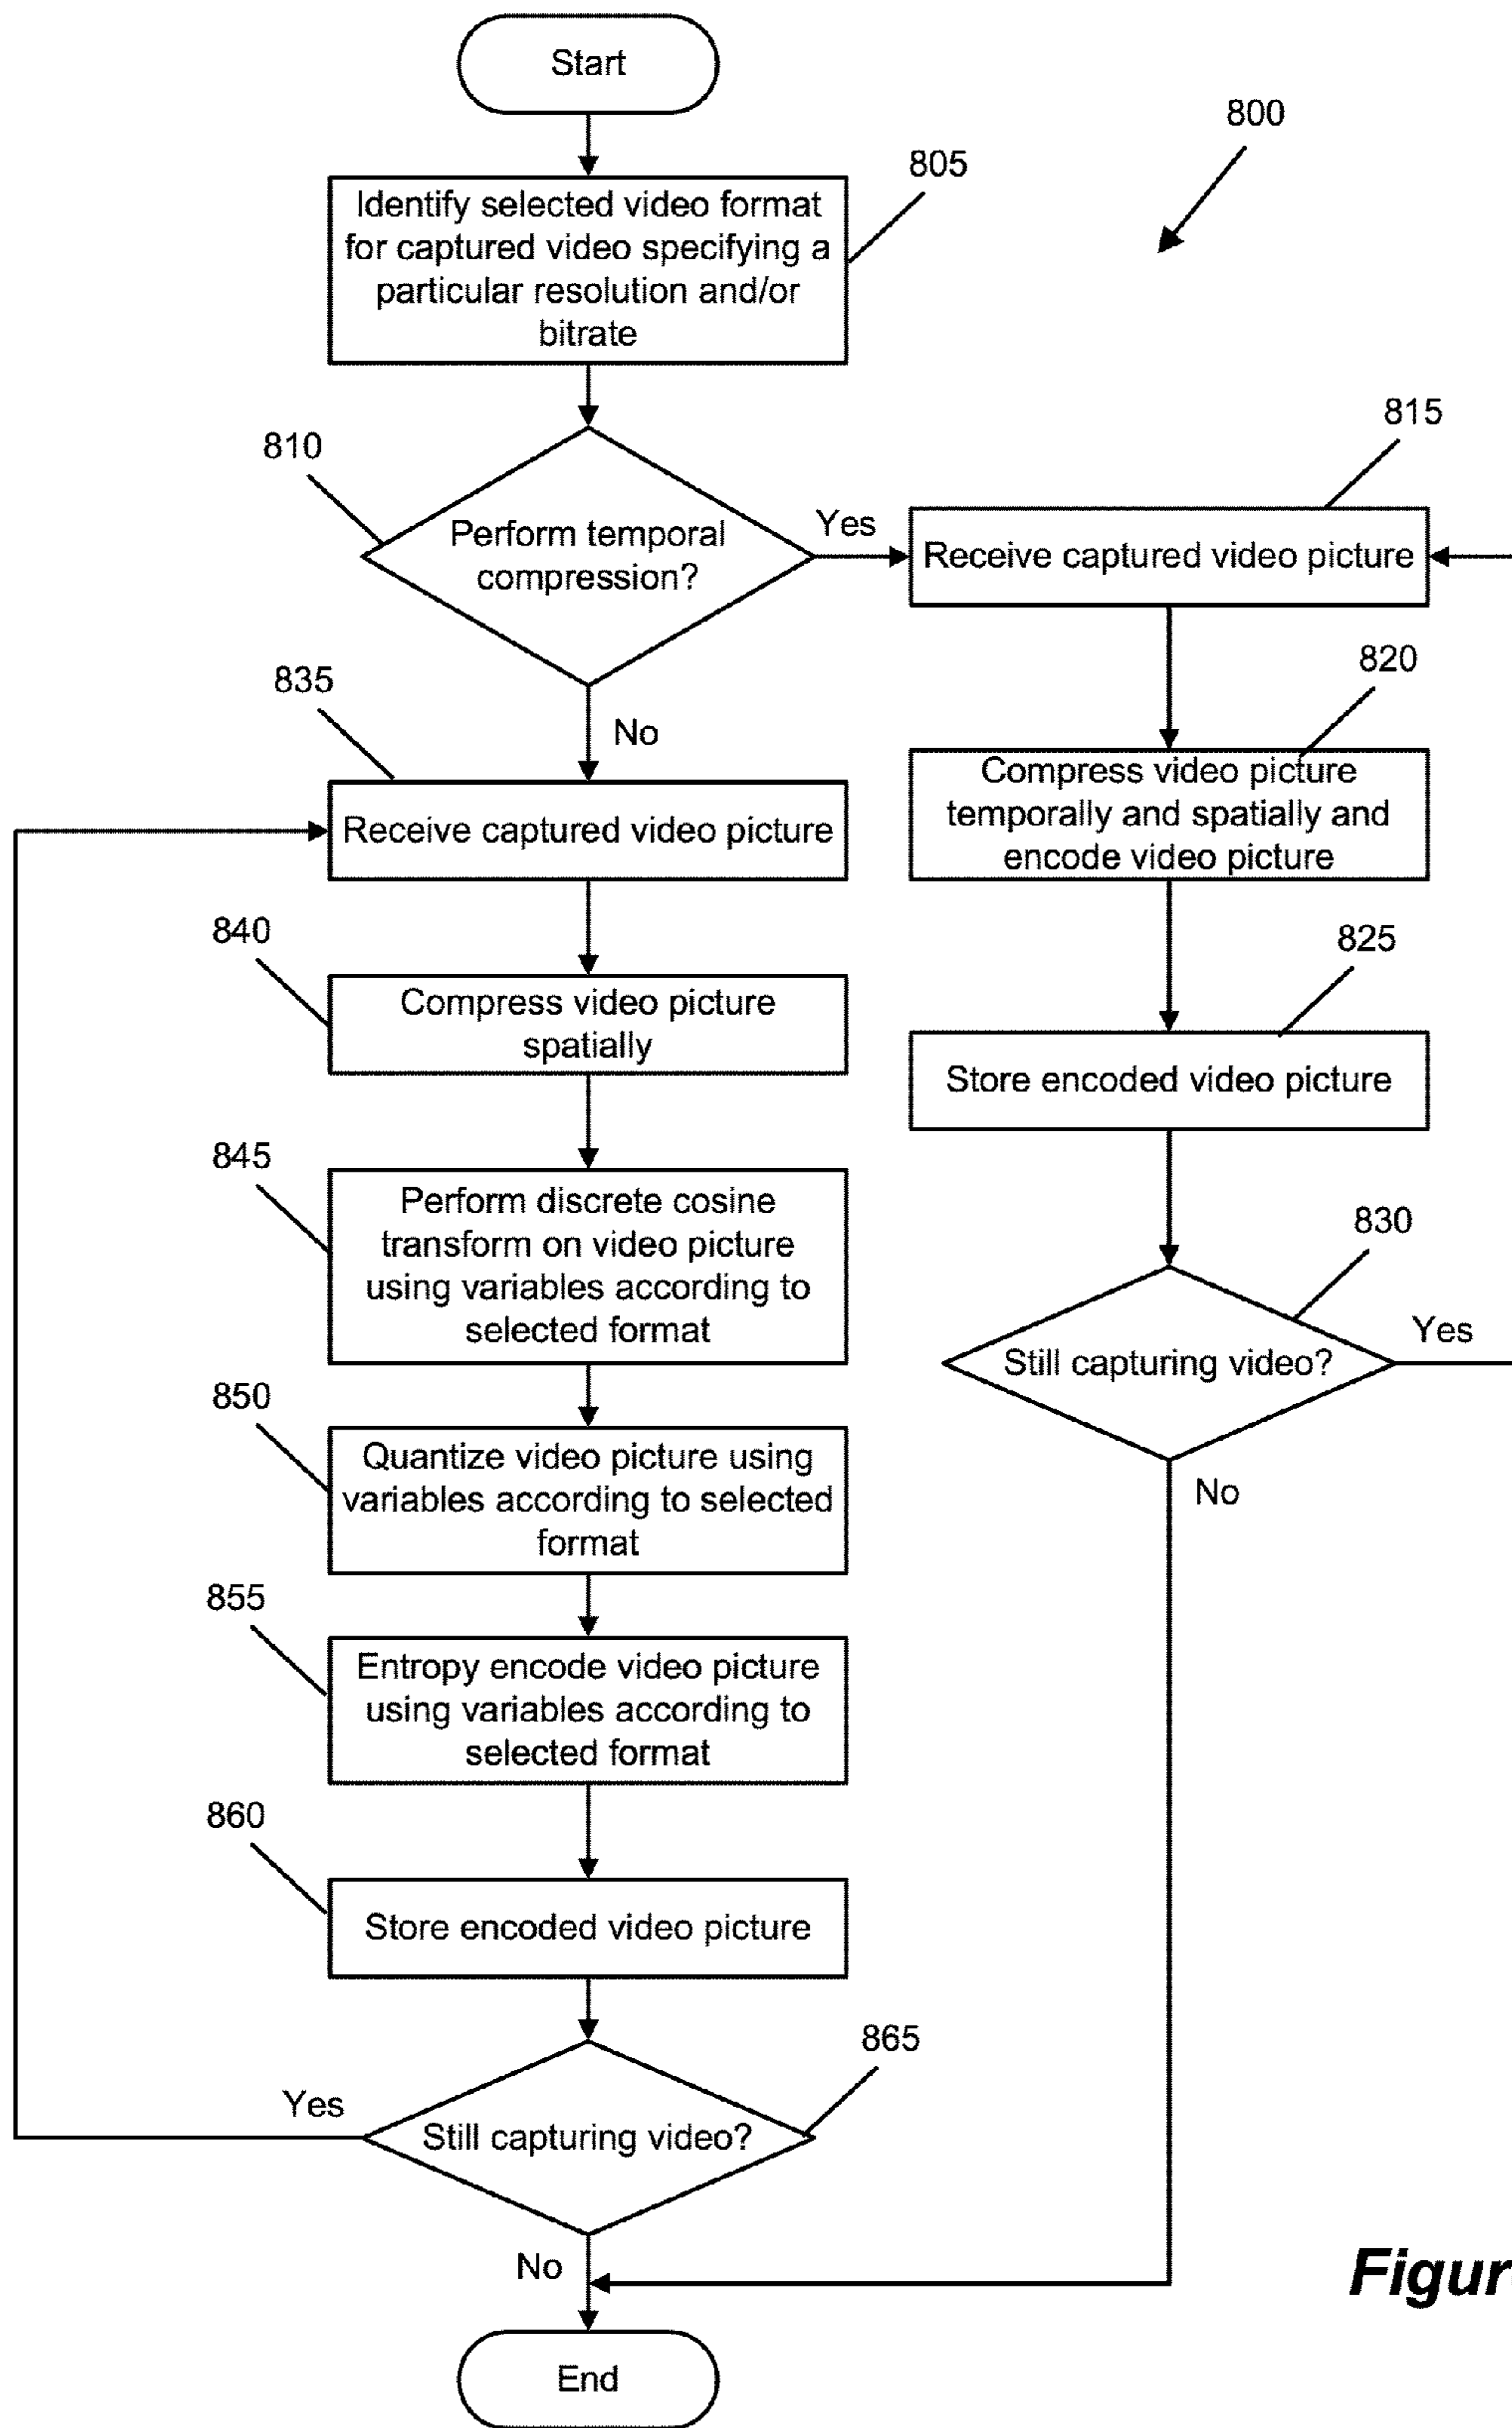 Start
800
805
Identify selected video format
for captured video specifying a
particular resolution and/or
bitrate
810
Perform temporal
compression?
Yes
815
Receive captured video picture
No
835
Receive captured video picture
820
Compress video picture
temporally and spatially and
encode video picture
840
Compress video picture
spatially
825
Store encoded video picture
845
Perform discrete cosine
transform on video picture
using variables according to
selected format
830
Still capturing video?
Yes
No
850
Quantize video picture using
variables according to selected
format
855
Entropy encode video picture
using variables according to
selected format
860
Store encoded video picture
865
Still capturing video?
Yes
No
End